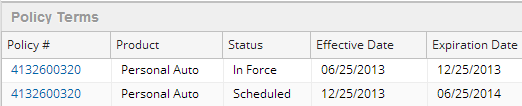 Policy Terms
Policy # Product Status Effective Date Expiration Date
4132600320 Personal Auto In Force 06/25/2013 12/25/2013
4132600320 Personal Auto Scheduled 12/25/2013 06/25/2014